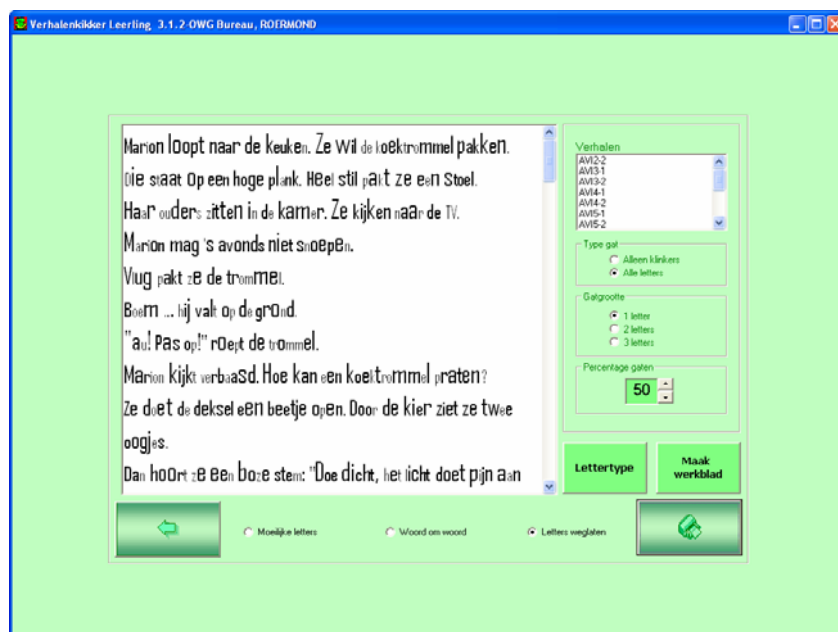 Verhalenkikker Leerling 3.1.2-OWG Bureau, ROERMOND
Marion loopt naar de keuken. Ze Wil de koektrommel pakken.
Die staat Op een hoge plank. Heel stil pakt ze een Stoel.
Haar ouders zitten in de kamer. Ze kijken naar de TV.
Marion mag 's avonds niet snoepen.
Vlug pakt ze de trommel.
Boem ... hij valt op de grond.
"au! Pas op!" roept de trommel.
Marion kijkt verbaasd. Hoe kan een koektrommel praten?
Ze doet de deksel een beetje open. Door de kier ziet ze twee
oogjes.
Dan hoort ze een boze stem: "Doe dicht, het licht doet pijn aan
Verhalen
AVI2-2
AVI3-1
AVI3-2
AVI4-1
AVI4-2
AVI5-1
AVI5-2
Type gat
Alleen klinkers
Alle letters
Gatgrootte
1 letter
2 letters
3 letters
Percentage gaten
50
Lettertype
Maak
werkblad
Moeilijke letters
Woord om woord
Letters weglaten